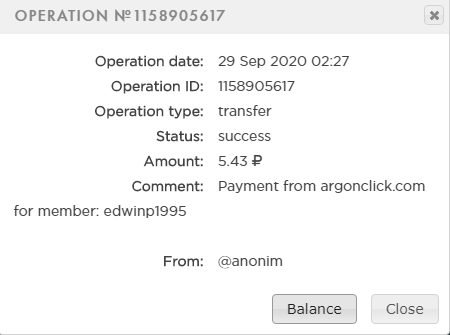 OPERATION №1158905617
Operation date: 29 Sep 2020 02:27
Operation ID: 1158905617
Operation type: transfer
Status: success
Amount: 5.43 ₽
Comment: Payment from argonclick.com
for member: edwinp1995
From: @anonim
Balance Close